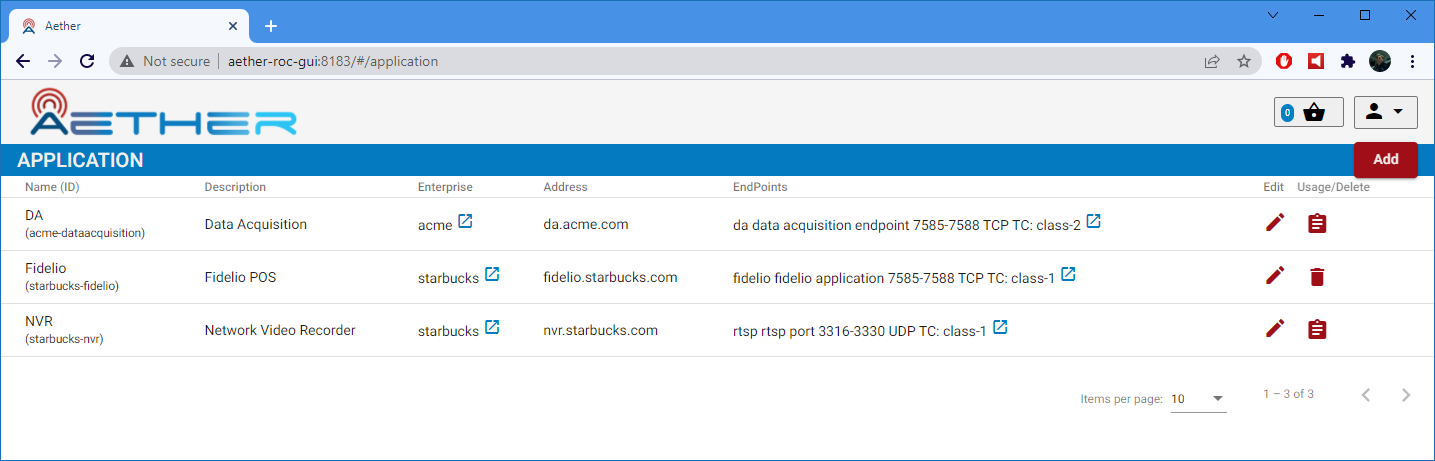 Aether
Not secure
aether-roc-gui:8183/#/application
AETHER
0
APPLICATION
Add
Name (ID) Description Enterprise Address EndPoints Edit Usage/Delete
DA
(acme-dataacquisition)
Data Acquisition acme da.acme.com da data acquisition endpoint 7585-7588 TCP TC: class-2
Fidelio
(starbucks-fidelio)
Fidelio POS starbucks fidelio.starbucks.com fidelio fidelio application 7585-7588 TCP TC: class-1
NVR
(starbucks-nvr)
Network Video Recorder starbucks nvr.starbucks.com rtsp rtsp port 3316-3330 UDP TC: class-1
Items per page: 10 1 – 3 of 3